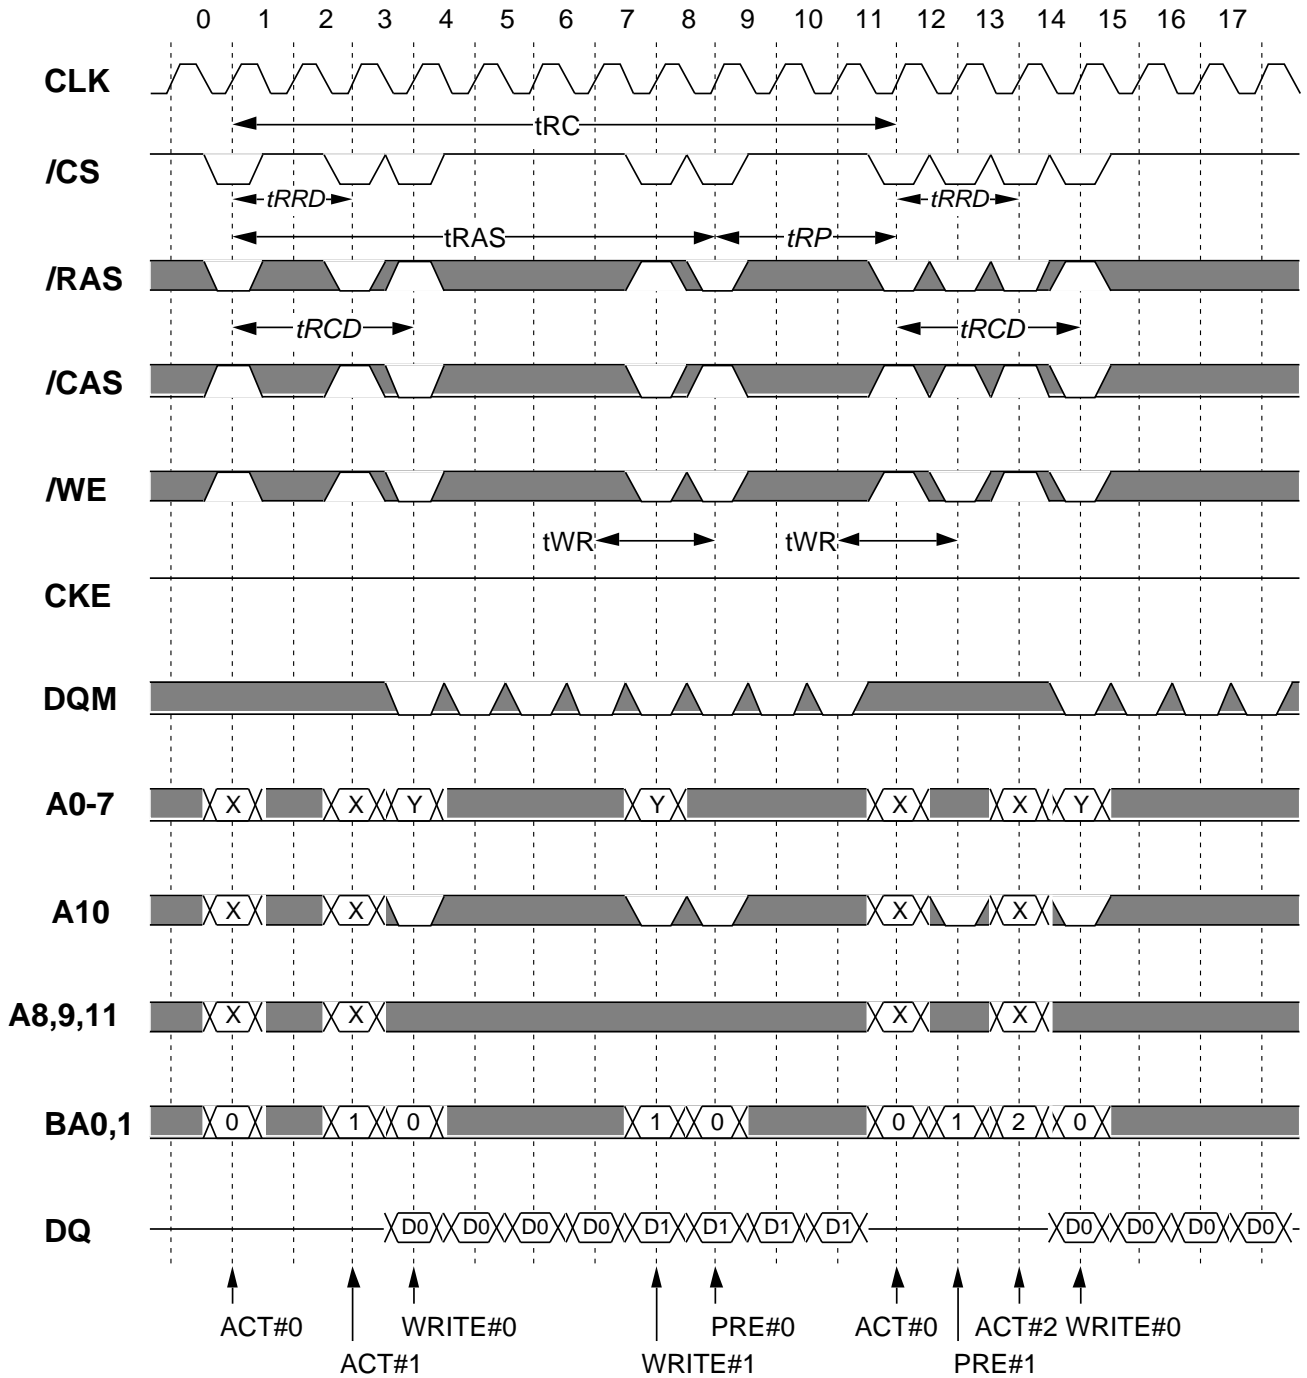 0 1 2 3 4 5 6 7 8 9 10 11 12 13 14 15 16 17
CLK
tRC
/CS
tRRD tRRD
tRAS tRP
/RAS
tRCD tRCD
/CAS
/WE
tWR tWR
CKE
DQM
A0-7 X X Y Y X X Y
A10 X X X X
A8,9,11 X X X X
BA0,1 0 1 0 1 0 0 1 2 0
DQ D0 D0 D0 D0 D1 D1 D1 D1 D0 D0 D0 D0
ACT#0 WRITE#0 PRE#0 ACT#0 ACT#2 WRITE#0
ACT#1 WRITE#1 PRE#1